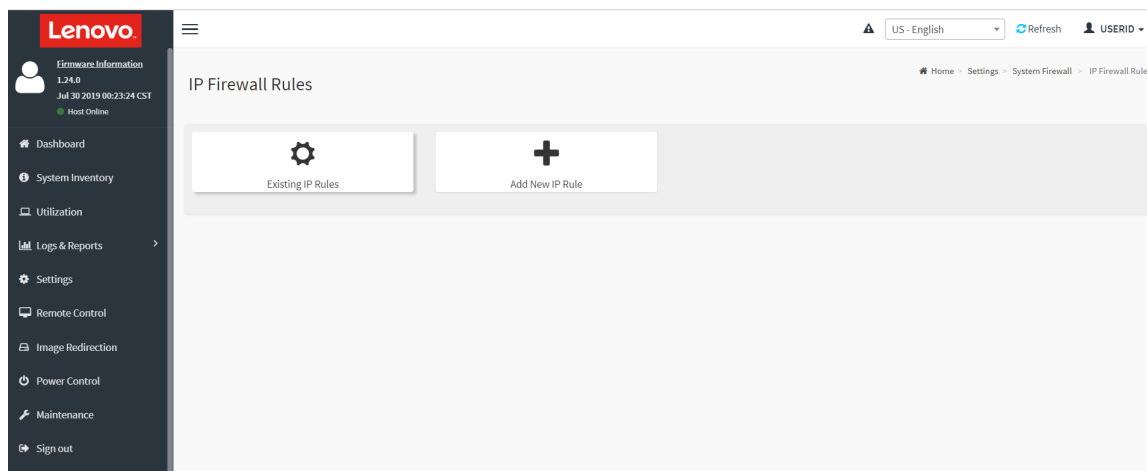 Lenovo.
Firmware Information
1.24.0
Jul 30 2019 00:23:24 CST
Host Online
Dashboard
System Inventory
Utilization
Logs & Reports
Settings
Remote Control
Image Redirection
Power Control
Maintenance
Sign out
US - English
Refresh
USERID
IP Firewall Rules
Home > Settings > System Firewall > IP Firewall Rule
Existing IP Rules
Add New IP Rule